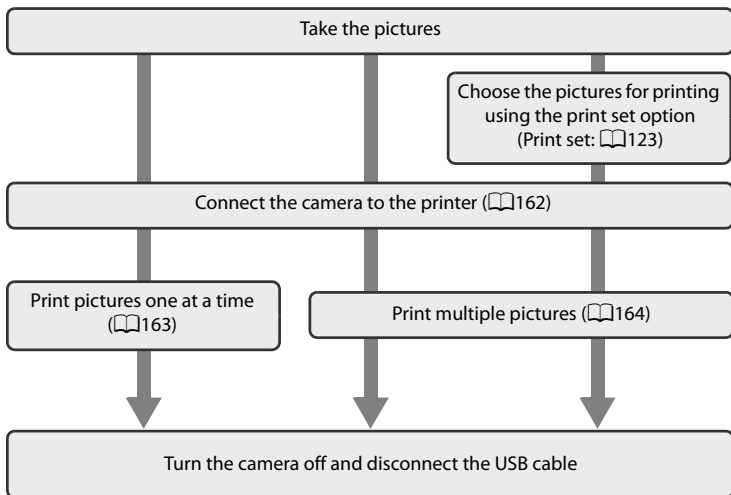 Take the pictures
Choose the pictures for printing
using the print set option
(Print set: 📖123)
Connect the camera to the printer (📖162)
Print pictures one at a time
(📖163)
Print multiple pictures (📖164)
Turn the camera off and disconnect the USB cable